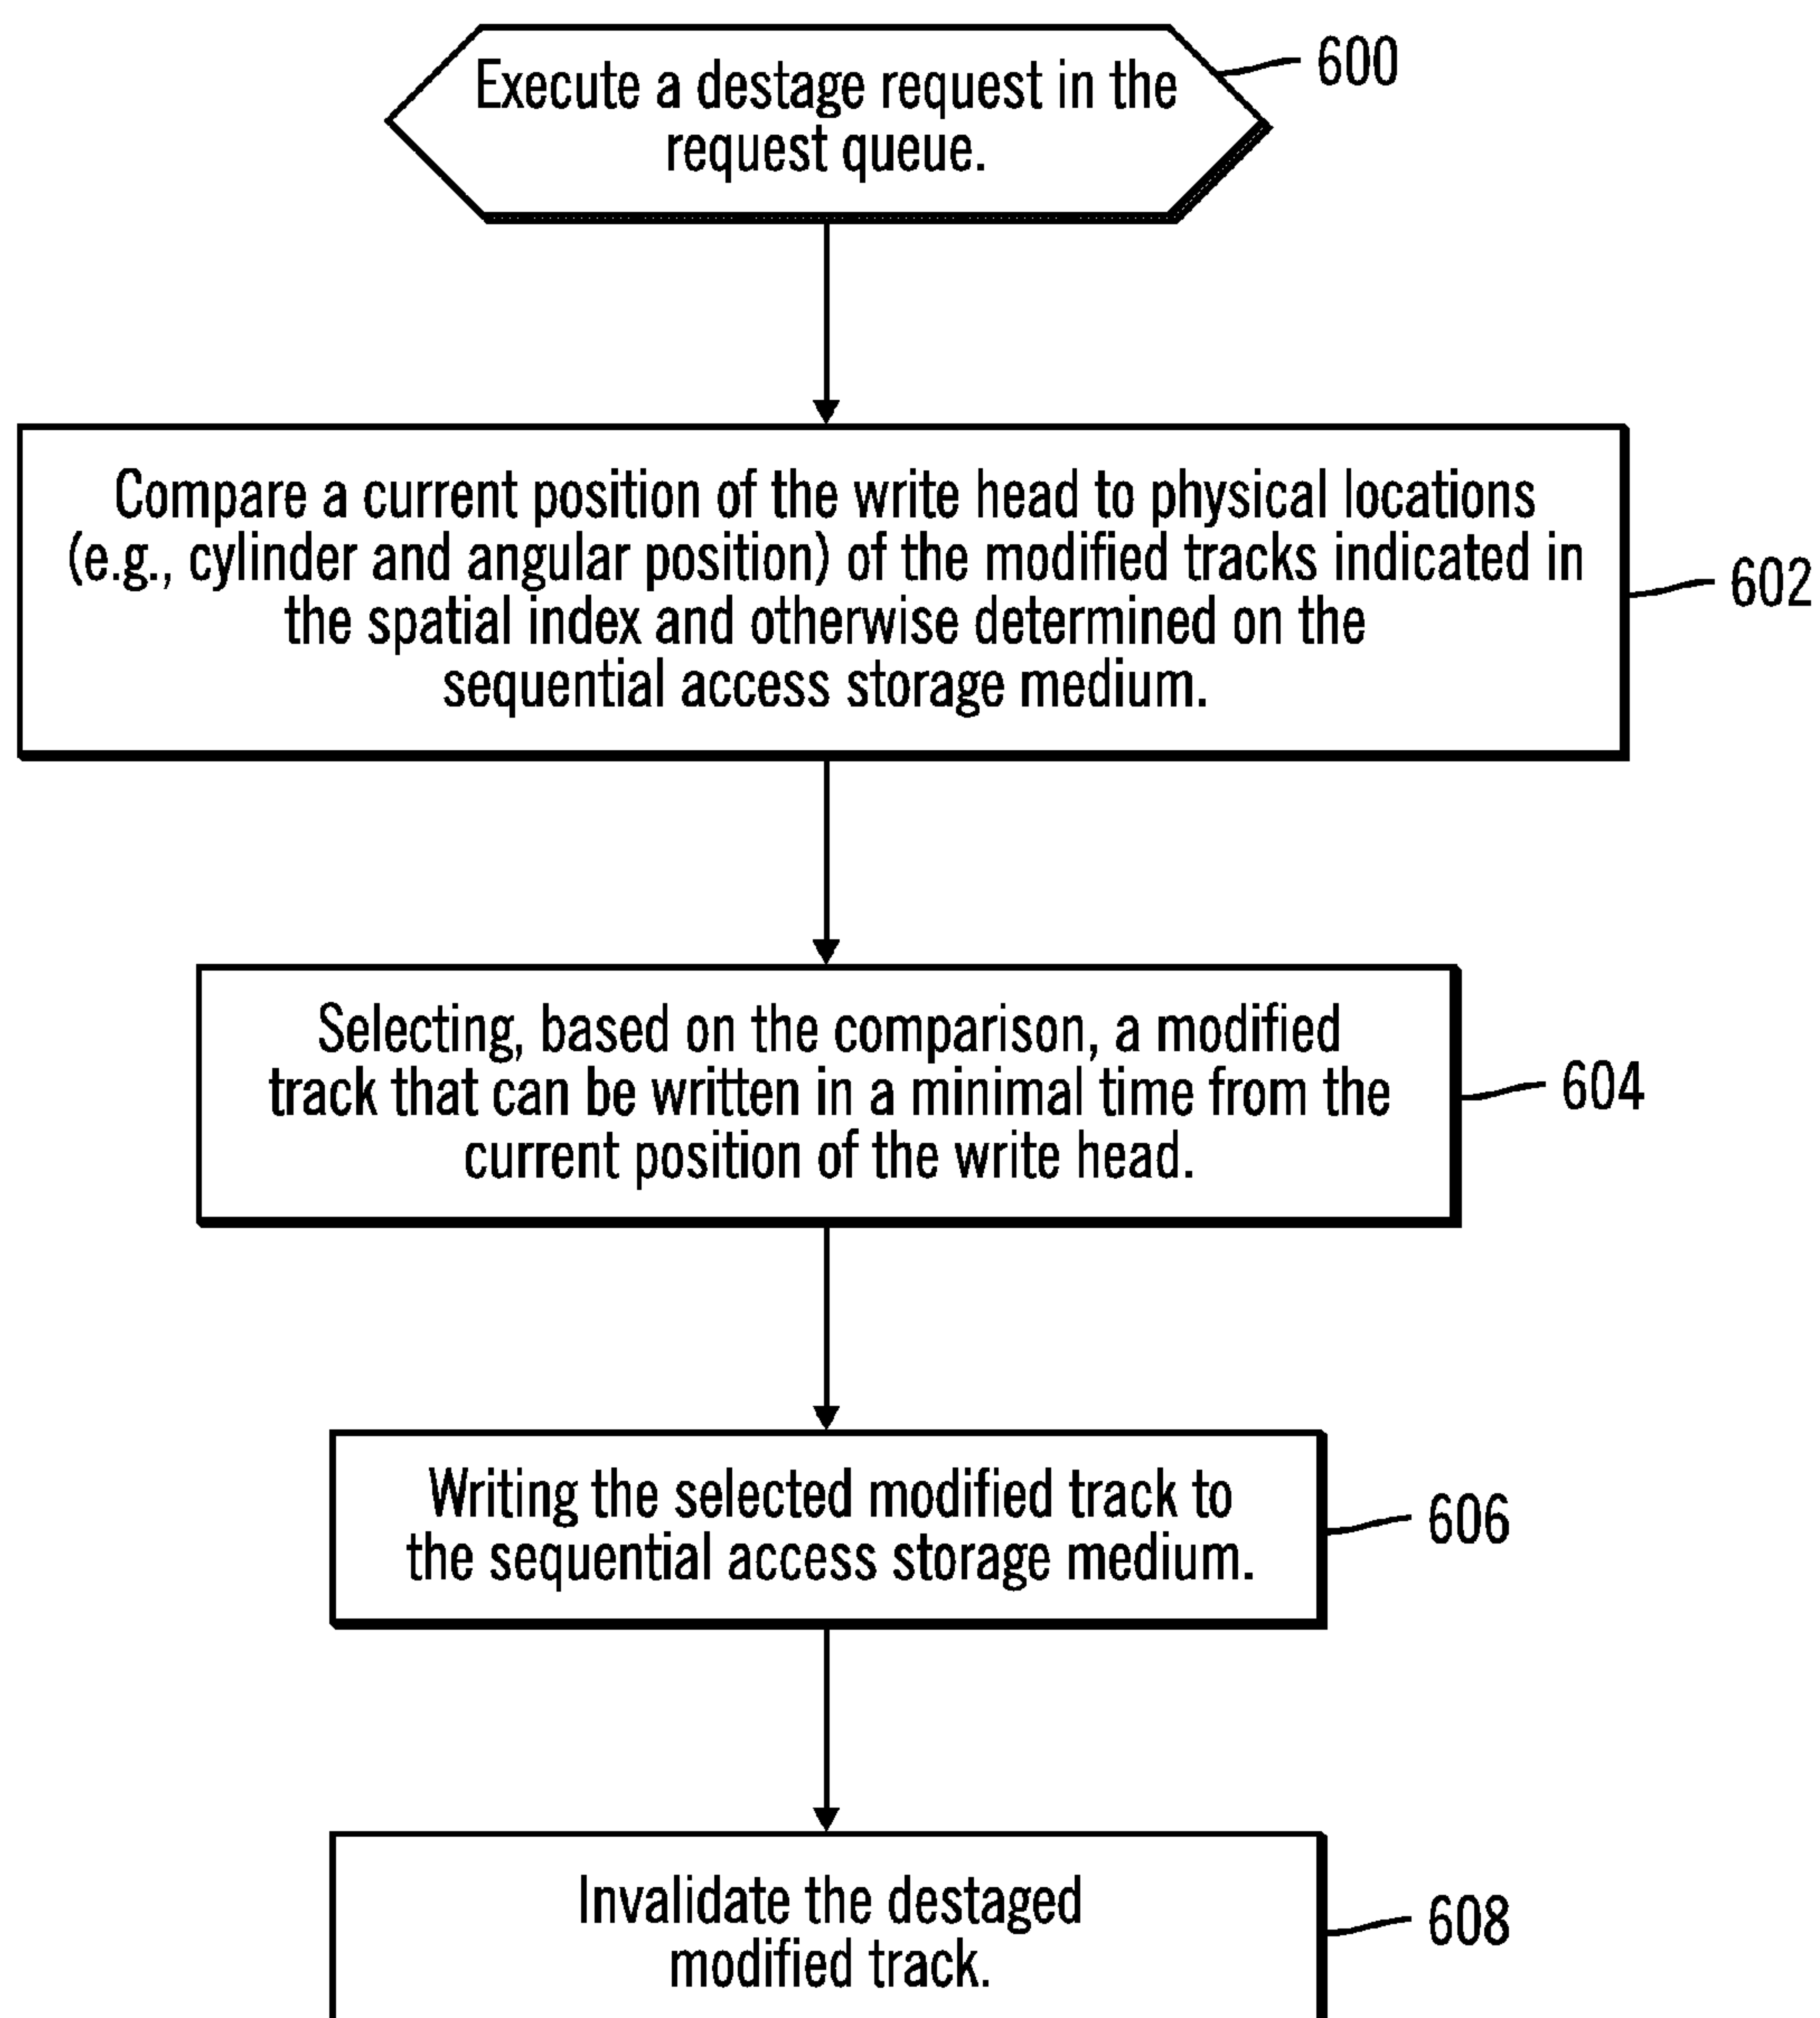 Execute a destage request in the
request queue.
600
Compare a current position of the write head to physical locations
(e.g., cylinder and angular position) of the modified tracks indicated in
the spatial index and otherwise determined on the
sequential access storage medium.
602
Selecting, based on the comparison, a modified
track that can be written in a minimal time from the
current position of the write head.
604
Writing the selected modified track to
the sequential access storage medium.
606
Invalidate the destaged
modified track.
608